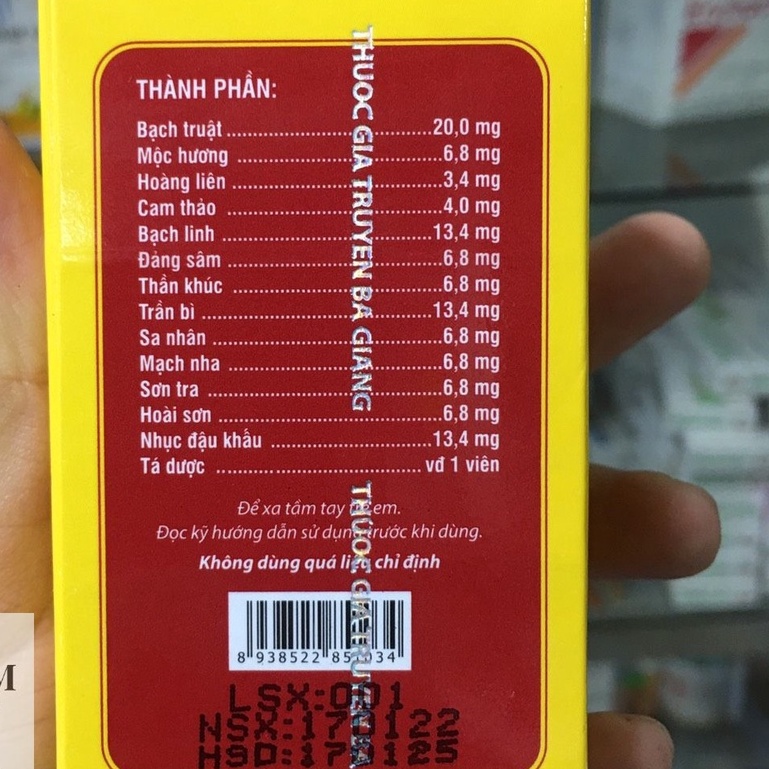 THÀNH PHẦN:
Bạch truật ........ 20,0 mg
Mộc hương ........ 6,8 mg
Hoàng liên ........ 3,4 mg
Cam thảo ........ 4,0 mg
Bạch linh ........ 13,4 mg
Đảng sâm ........ 6,8 mg
Thần khúc ........ 6,8 mg
Trần bì ........ 13,4 mg
Sa nhân ........ 6,8 mg
Mạch nha ........ 6,8 mg
Sơn tra ........ 6,8 mg
Hoài sơn ........ 6,8 mg
Nhục đậu khấu ........ 13,4 mg
Tá dược ........ vđ 1 viên
Để xa tầm tay em.
Đọc kỹ hướng dẫn sử dụng trước khi dùng.
Không dùng quá chỉ định
8 938522
LSX:001
NSX:170122
HSD:170125
THUOC GIA TRUYEN BA GIANG
THUOC GIA TRUYEN BA
M